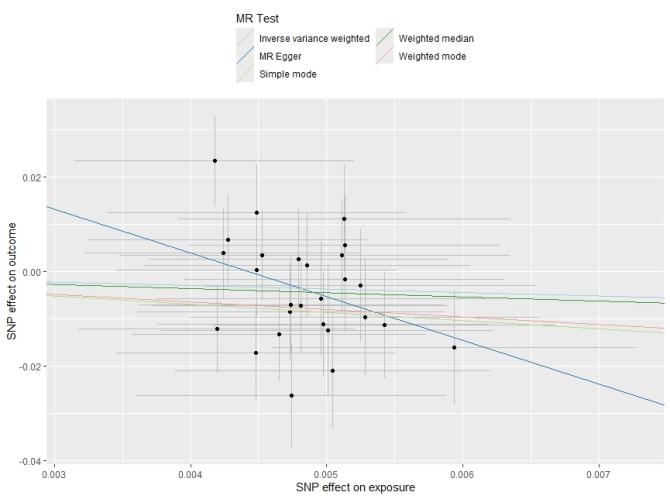 MR Test
Inverse variance weighted
Weighted median
MR Egger
Weighted mode
Simple mode
SNP effect on outcome
0.02
0.00
-0.02
-0.04
0.003
0.004
0.005
0.006
0.007
SNP effect on exposure